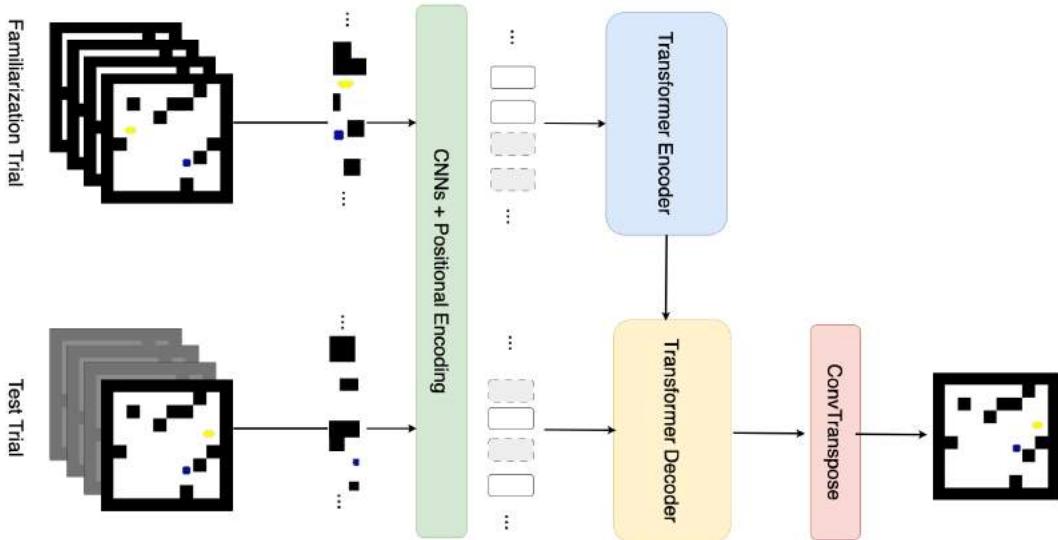 Familiarization Trial
Test Trial
...
...
...
...
CNNs + Positional Encoding
...
...
...
...
Transformer Encoder
Transformer Decoder
ConvTranspose